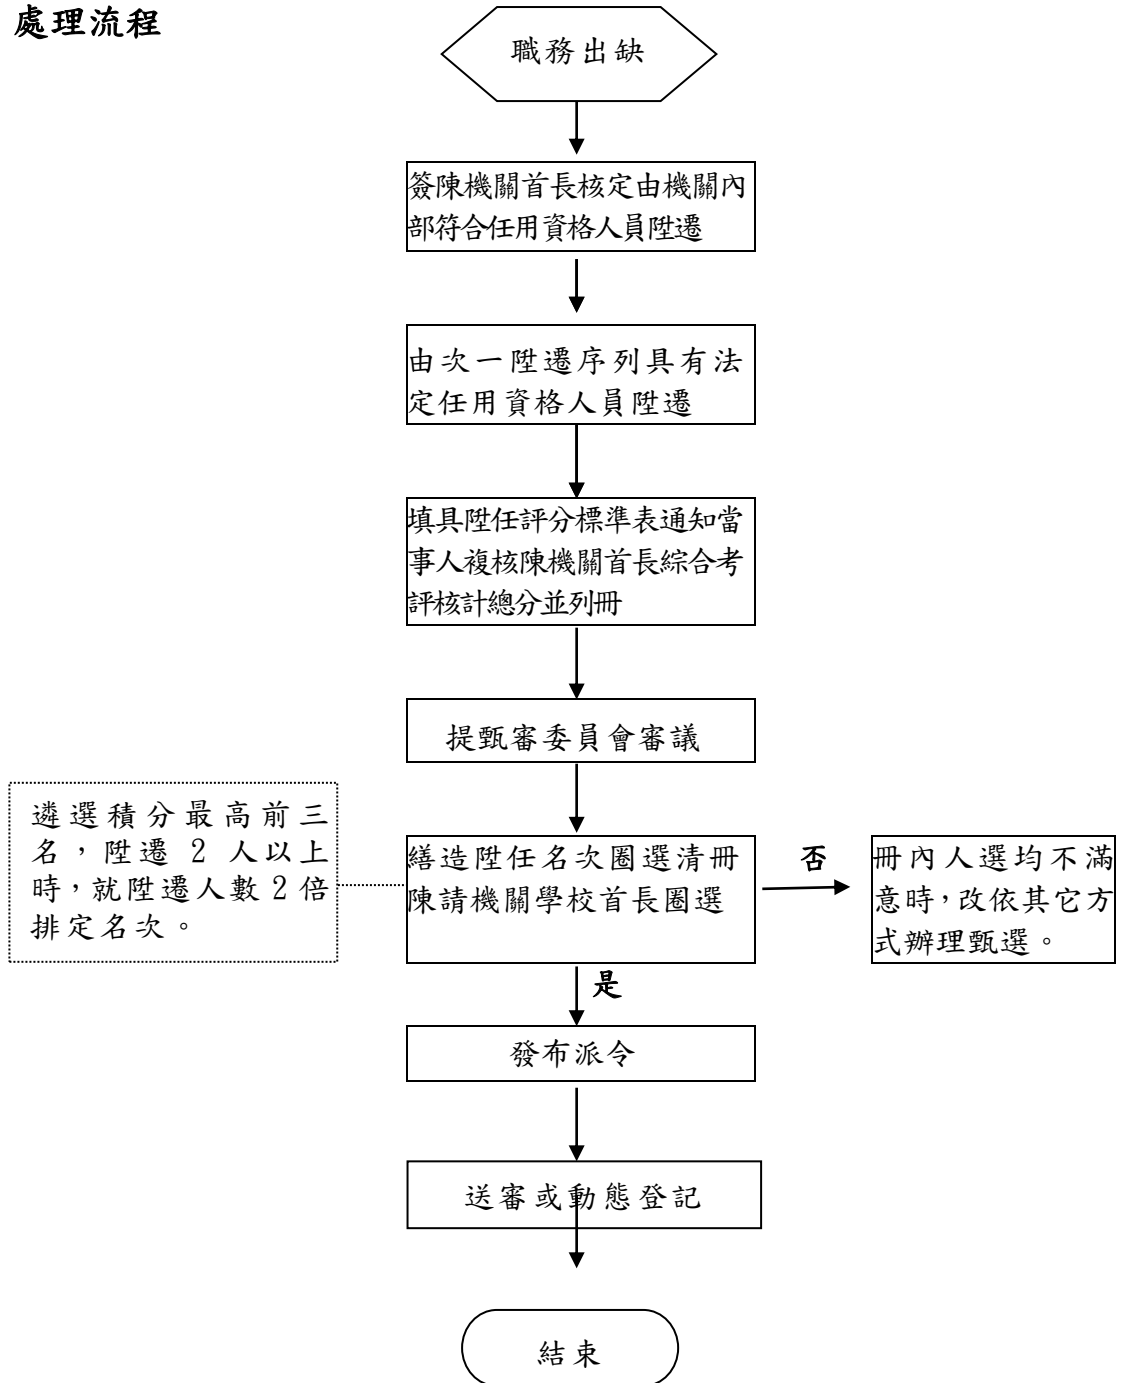 處理流程
職務出缺
簽陳機關首長核定由機關內
部符合任用資格人員陞遷
由次一陞遷序列具有法
定任用資格人員陞遷
填具陞任評分標準表通知當
事人複核陳機關首長綜合考
評核計總分並列冊
提甄審委員會審議
遴選積分最高前三
名,陞遷 2 人以上
時,就陞遷人數 2 倍
排定名次。
繕造陞任名次圈選清冊
陳請機關學校首長圈選
否
冊內人選均不滿
意時,改依其它方
式辦理甄選。
是
發布派令
送審或動態登記
結束